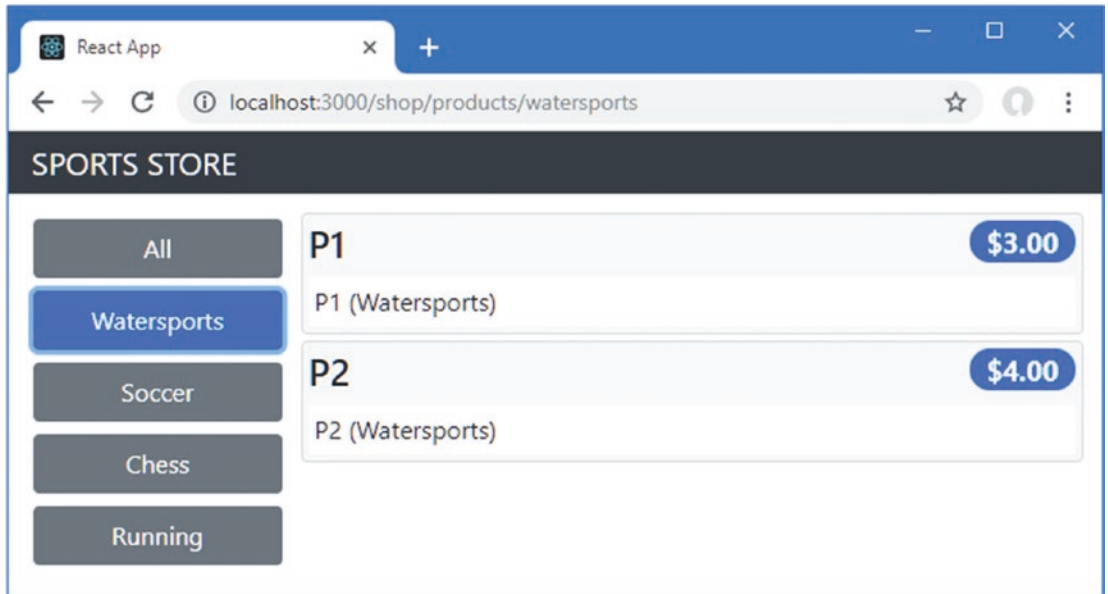 React App
localhost:3000/shop/products/watersports
SPORTS STORE
All
Watersports
Soccer
Chess
Running
P1
$3.00
P1 (Watersports)
P2
$4.00
P2 (Watersports)